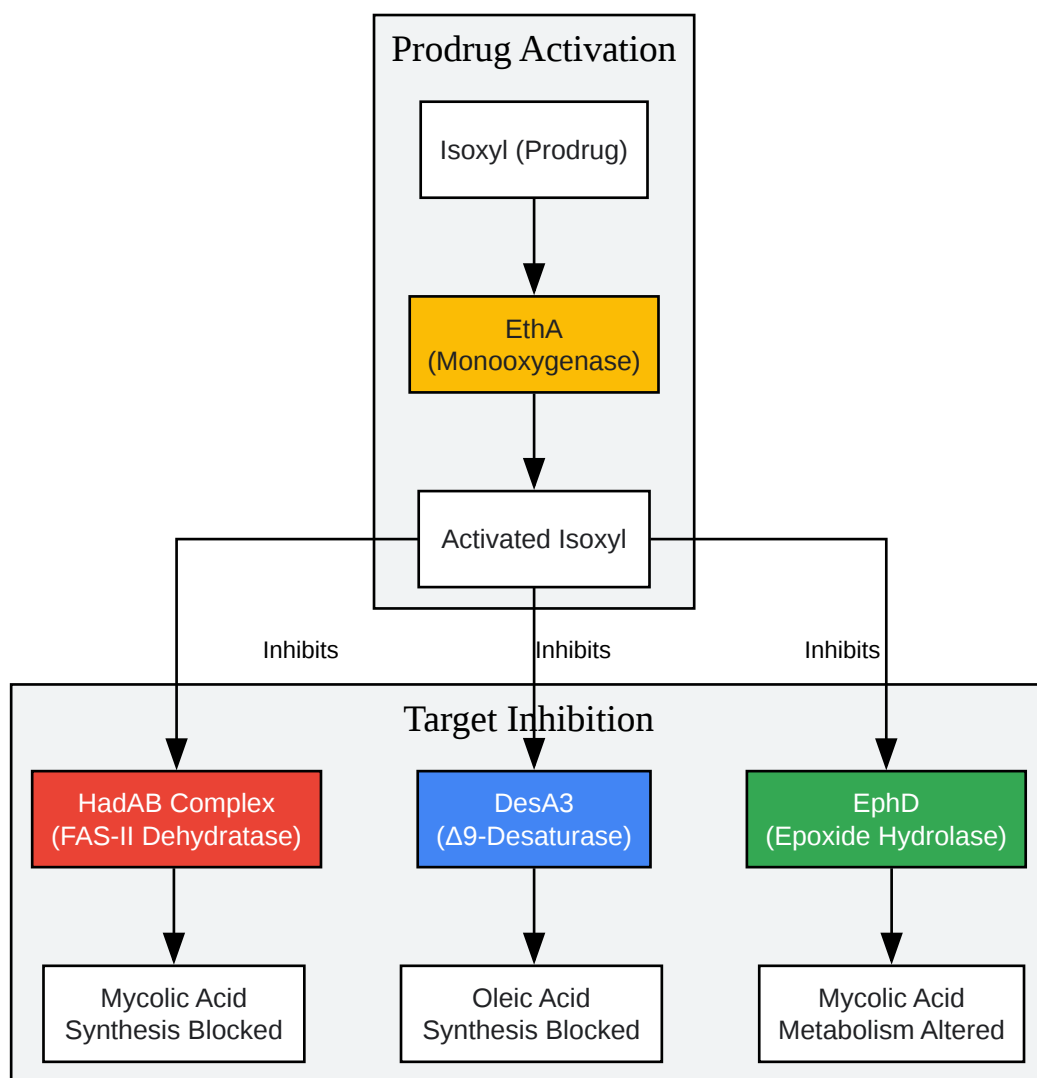 Prodrug Activation
Isoxyl (Prodrug)
EthA
(Monooxygenase)
Activated Isoxyl
Inhibits
Inhibits
Inhibits
Target Inhibition
HadAB Complex
(FAS-II Dehydratase)
DesA3
(Δ9-Desaturase)
EphD
(Epoxide Hydrolase)
Mycolic Acid
Synthesis Blocked
Oleic Acid
Synthesis Blocked
Mycolic Acid
Metabolism Altered